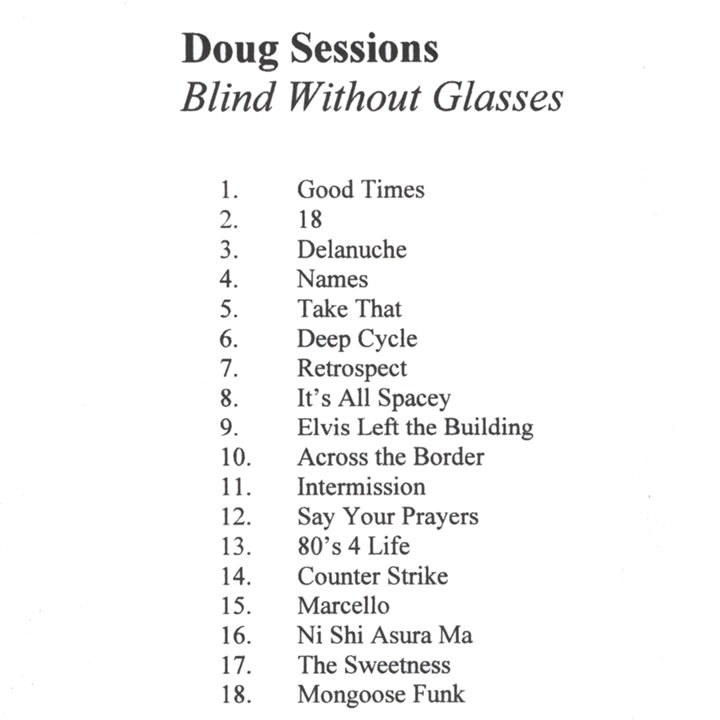 Doug Sessions
Blind Without Glasses
1. Good Times
2. 18
3. Delanuche
4. Names
5. Take That
6. Deep Cycle
7. Retrospect
8. It's All Spacey
9. Elvis Left the Building
10. Across the Border
11. Intermission
12. Say Your Prayers
13. 80's 4 Life
14. Counter Strike
15. Marcello
16. Ni Shi Asura Ma
17. The Sweetness
18. Mongoose Funk